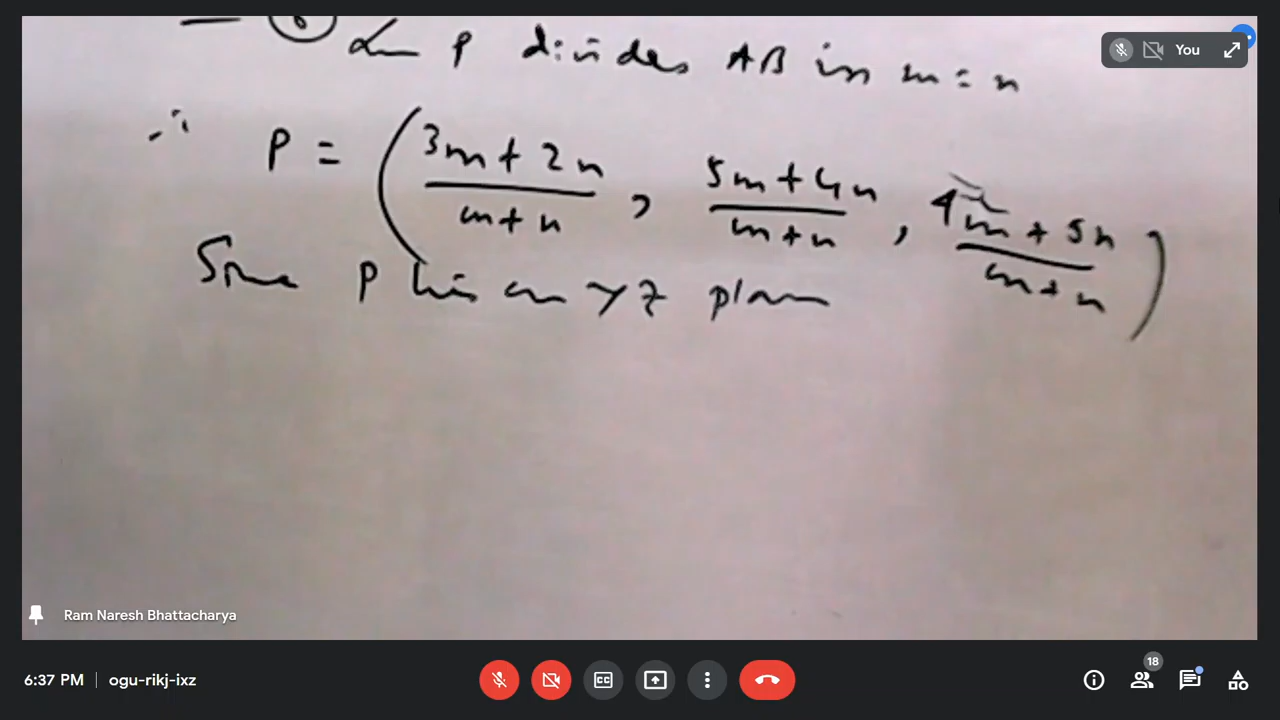 6
Let P divides AB in m : n
∴ P = ( 3m + 2n / m + n , 5m + 4n / m + n , 4m + 5n / m + n )
Since P lies on YZ plane
You
Ram Naresh Bhattacharya
6:37 PM | ogu-rikj-ixz
18